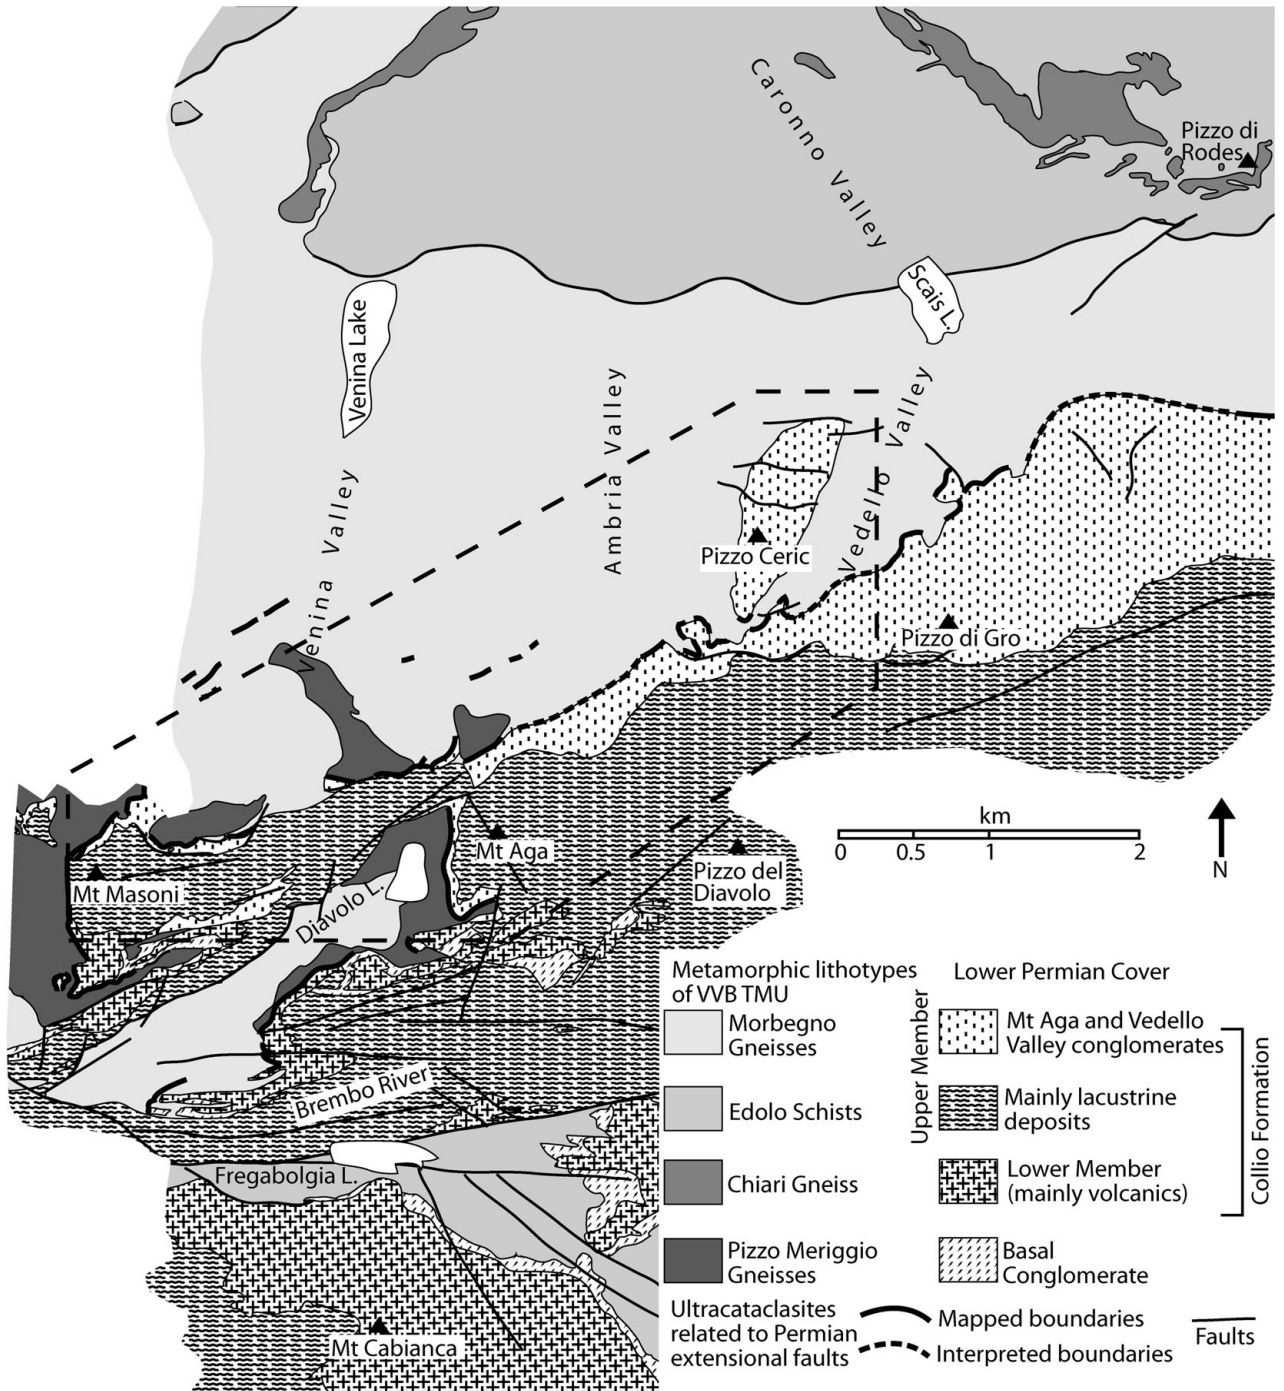 Caronno Valley
Pizzo di
Rodes
Venina Lake
Scais L.
Ambria Valley
Vedello Valley
Venina Valley
Pizzo Ceric
Pizzo di Gro
km
0 0.5 1 2
N
Mt Aga
Pizzo del
Diavolo
Mt Masoni
Diavolo L.
Brembo River
Fregabolgia L.
Mt Cabianca
Metamorphic lithotypes
of VVB TMU
Morbegno
Gneisses
Edolo Schists
Chiari Gneiss
Pizzo Meriggio
Gneisses
Lower Permian Cover
Upper Member
Mt Aga and Vedello
Valley conglomerates
Mainly lacustrine
deposits
Lower Member
(mainly volcanics)
Collio Formation
Basal
Conglomerate
Ultracataclasites
related to Permian
extensional faults
Mapped boundaries
Interpreted boundaries
Faults